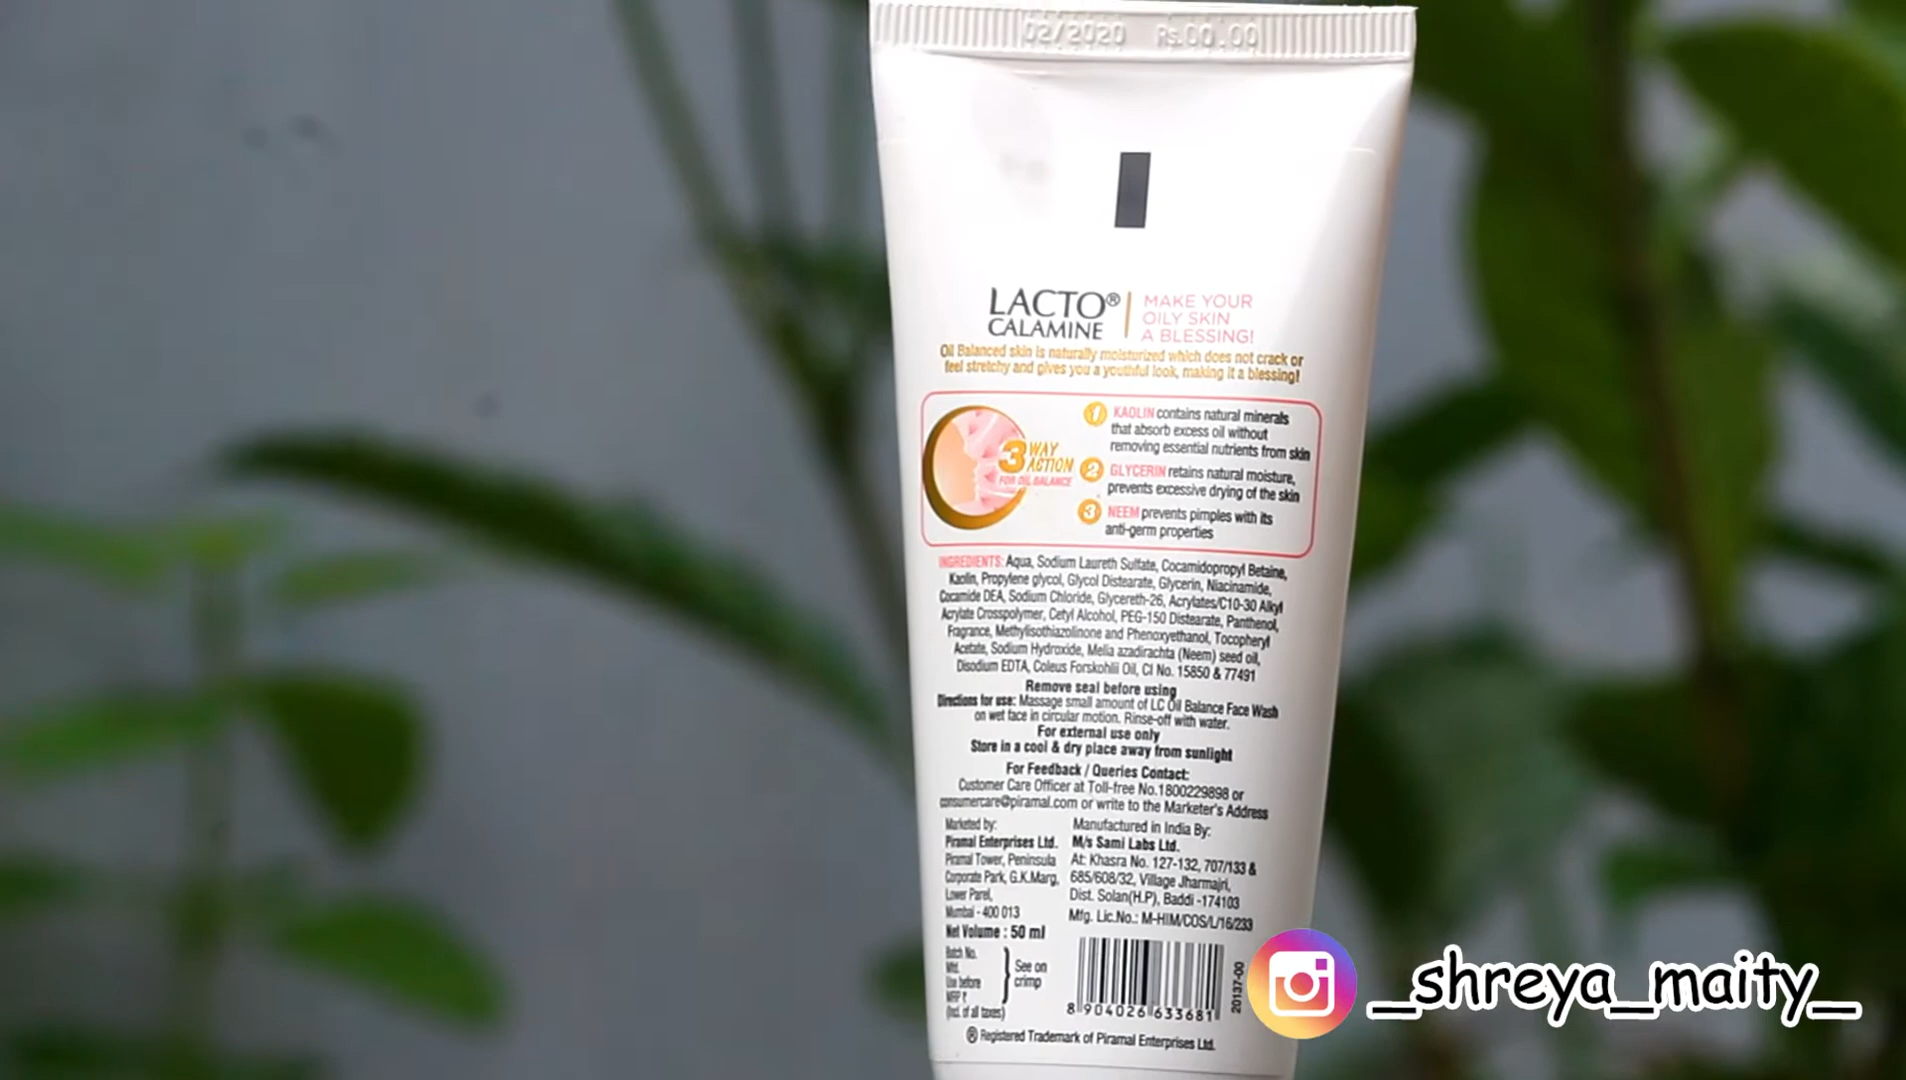 02/2020 Rs.00.00
LACTO®
CALAMINE
MAKE YOUR
OILY SKIN
A BLESSING!
Oil Balanced skin is naturally moisturized which does not crack or
feel stretchy and gives you a youthful look, making it a blessing!
3 WAY
ACTION
FOR OIL BALANCE
1 KAOLIN contains natural minerals
that absorb excess oil without
removing essential nutrients from skin
2 GLYCERIN retains natural moisture,
prevents excessive drying of the skin
3 NEEM prevents pimples with its
anti-germ properties
INGREDIENTS: Aqua, Sodium Laureth Sulfate, Cocamidopropyl Betaine,
Kaolin, Propylene glycol, Glycol Distearate, Glycerin, Niacinamide,
Cocamide DEA, Sodium Chloride, Glycereth-26, Acrylates/C10-30 Alkyl
Acrylate Crosspolymer, Cetyl Alcohol, PEG-150 Distearate, Panthenol,
Fragrance, Methylisothiazolinone and Phenoxyethanol, Tocopheryl
Acetate, Sodium Hydroxide, Melia azadirachta (Neem) seed oil,
Disodium EDTA, Coleus Forskohlii Oil, CI No. 15850 & 77491
Remove seal before using
Directions for use: Massage small amount of LC Oil Balance Face Wash
on wet face in circular motion. Rinse-off with water.
For external use only
Store in a cool & dry place away from sunlight
For Feedback / Queries Contact:
Customer Care Officer at Toll-free No.1800229898 or
consumercare@piramal.com or write to the Marketer's Address
Marketed by:
Piramal Enterprises Ltd.
Piramal Tower, Peninsula
Corporate Park, G.K.Marg,
Lower Parel,
Mumbai - 400 013
Net Volume : 50 ml
Manufactured in India By:
M/s Sami Labs Ltd.
At: Khasra No. 127-132, 707/133 &
685/608/32, Village Jharmajri,
Dist. Solan(H.P), Baddi -174103
Mfg. Lic.No.: M-HIM/COS/L/16/233
Batch No.
Mfd.
Use before
MRP ₹
(Incl. of all taxes)
See on
crimp
8 904026 633681
20137-00
® Registered Trademark of Piramal Enterprises Ltd.
_shreya_maity_